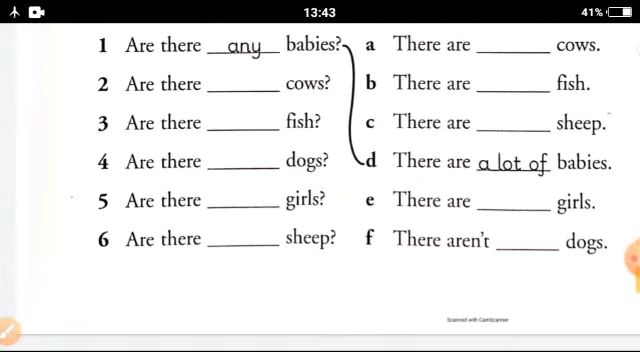 13:43 41%
1 Are there any babies? a There are ________ cows.
2 Are there ________ cows? b There are ________ fish.
3 Are there ________ fish? c There are ________ sheep.
4 Are there ________ dogs? d There are a lot of babies.
5 Are there ________ girls? e There are ________ girls.
6 Are there ________ sheep? f There aren't ________ dogs.
Scanned with CamScanner